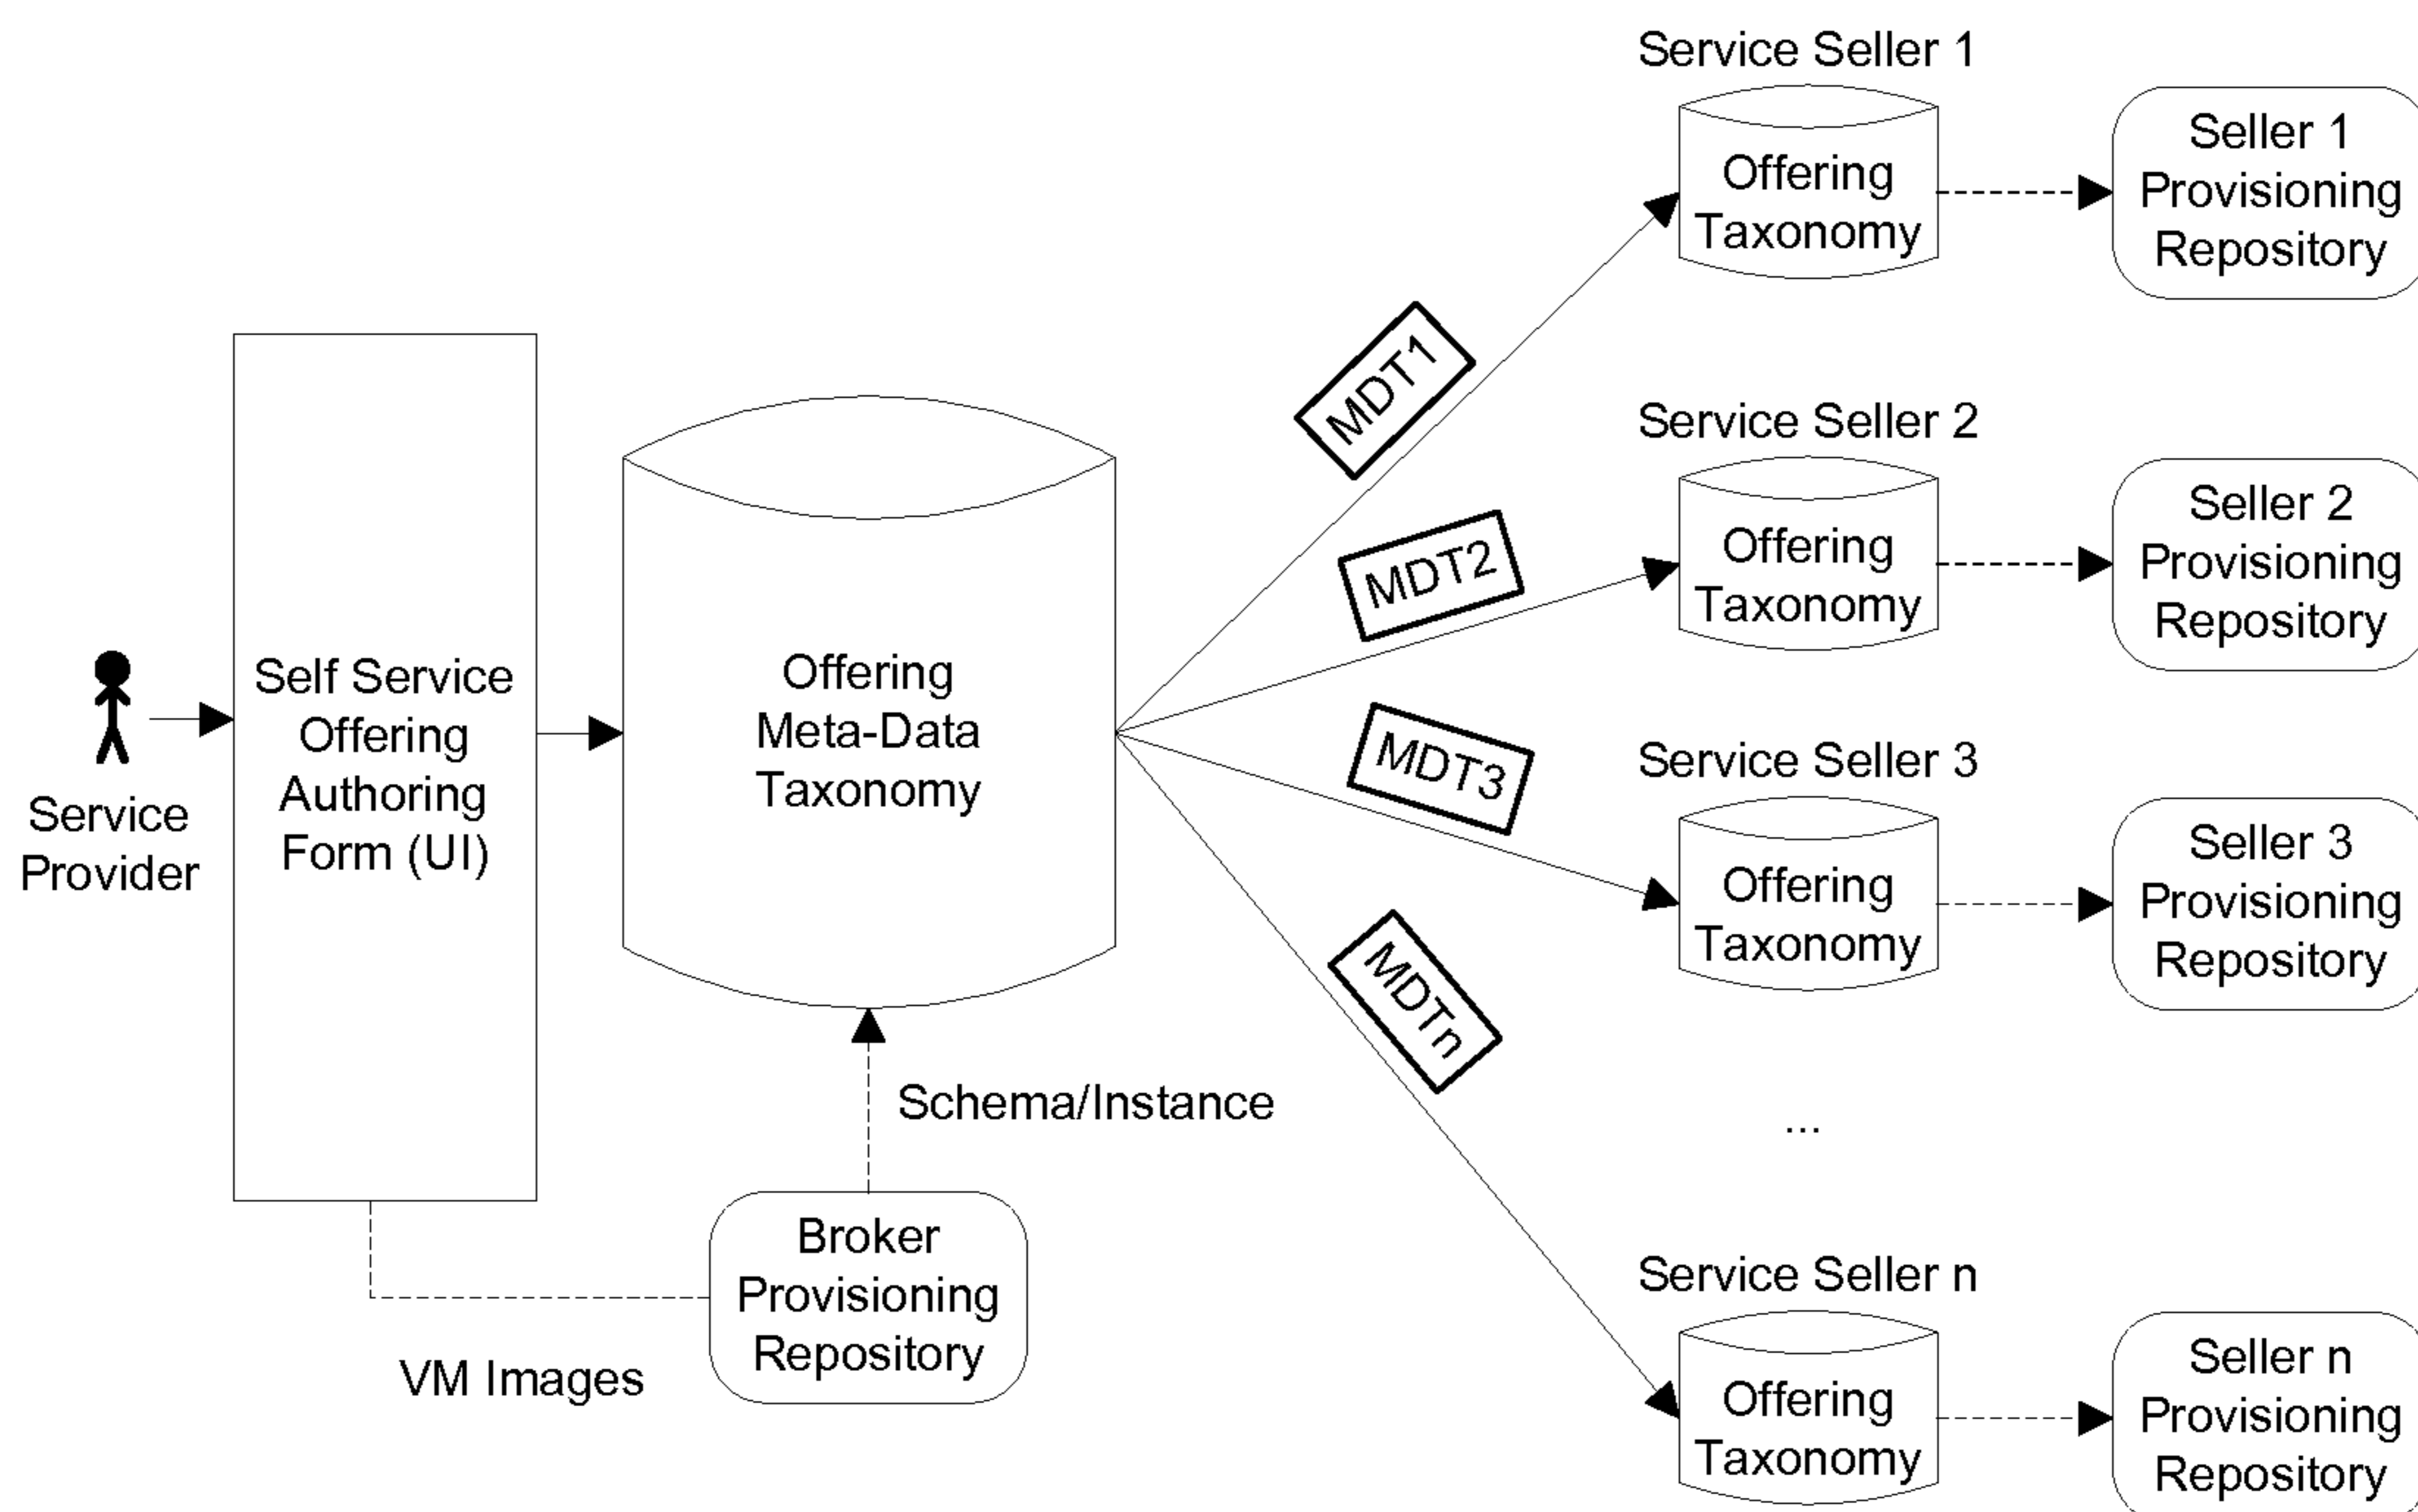 Service
Provider
Self Service
Offering
Authoring
Form (UI)
Offering
Meta-Data
Taxonomy
Schema/Instance
Broker
Provisioning
Repository
VM Images
MDT1
MDT2
MDT3
MDTn
Service Seller 1
Offering
Taxonomy
Seller 1
Provisioning
Repository
Service Seller 2
Offering
Taxonomy
Seller 2
Provisioning
Repository
Service Seller 3
Offering
Taxonomy
Seller 3
Provisioning
Repository
...
Service Seller n
Offering
Taxonomy
Seller n
Provisioning
Repository